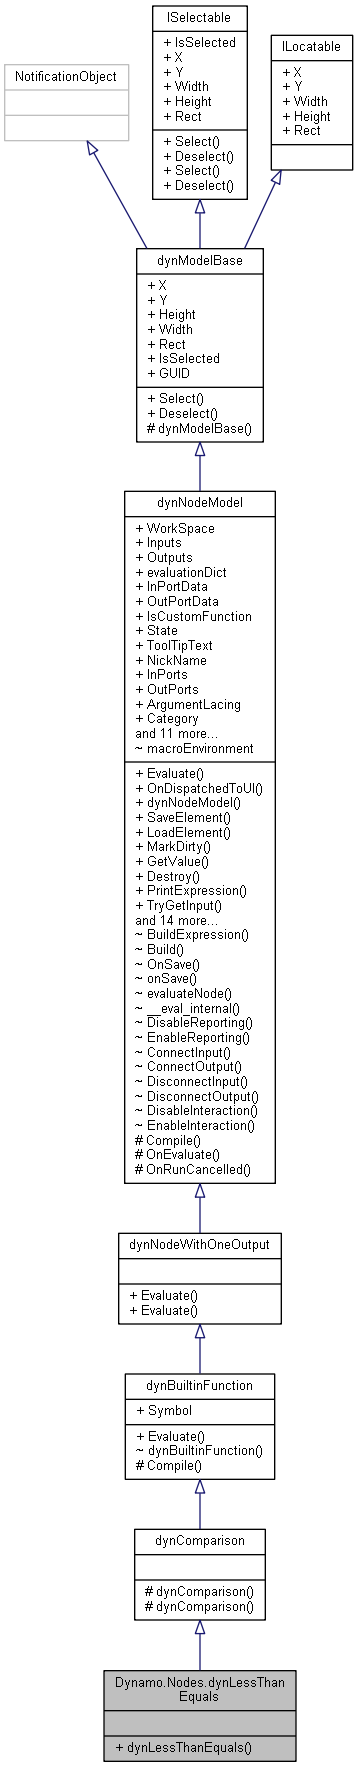 ISelectable
+ IsSelected
+ X
+ Y
+ Width
+ Height
+ Rect
+ Select()
+ Deselect()
+ Select()
+ Deselect()
ILocatable
+ X
+ Y
+ Width
+ Height
+ Rect
NotificationObject
dynModelBase
+ X
+ Y
+ Height
+ Width
+ Rect
+ IsSelected
+ GUID
+ Select()
+ Deselect()
# dynModelBase()
dynNodeModel
+ WorkSpace
+ Inputs
+ Outputs
+ evaluationDict
+ InPortData
+ OutPortData
+ IsCustomFunction
+ State
+ ToolTipText
+ NickName
+ InPorts
+ OutPorts
+ ArgumentLacing
+ Category
and 11 more...
~ macroEnvironment
+ Evaluate()
+ OnDispatchedToUI()
+ dynNodeModel()
+ SaveElement()
+ LoadElement()
+ MarkDirty()
+ GetValue()
+ Destroy()
+ PrintExpression()
+ TryGetInput()
and 14 more...
~ BuildExpression()
~ Build()
~ OnSave()
~ onSave()
~ evaluateNode()
~ __eval_internal()
~ DisableReporting()
~ EnableReporting()
~ ConnectInput()
~ ConnectOutput()
~ DisconnectInput()
~ DisconnectOutput()
~ DisableInteraction()
~ EnableInteraction()
# Compile()
# OnEvaluate()
# OnRunCancelled()
dynNodeWithOneOutput
+ Evaluate()
+ Evaluate()
dynBuiltinFunction
+ Symbol
+ Evaluate()
~ dynBuiltinFunction()
# Compile()
dynComparison
# dynComparison()
# dynComparison()
Dynamo.Nodes.dynLessThan
Equals
+ dynLessThanEquals()